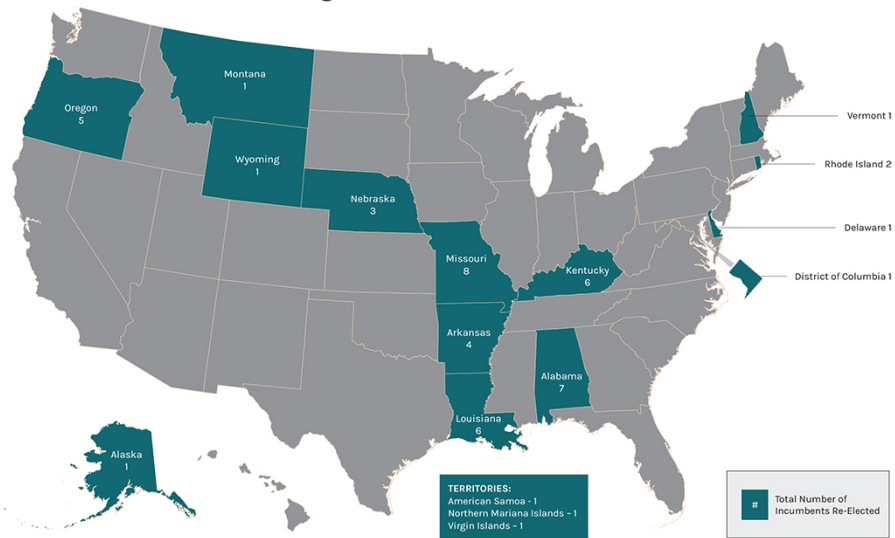 Montana
1
Oregon
5
Wyoming
1
Nebraska
3
Missouri
8
Kentucky
6
Arkansas
4
Alabama
7
Louisiana
6
Alaska
1
Vermont 1
Rhode Island 2
Delaware 1
District of Columbia 1
TERRITORIES:
American Samoa - 1
Northern Mariana Islands – 1
Virgin Islands – 1
# Total Number of
Incumbents Re-Elected